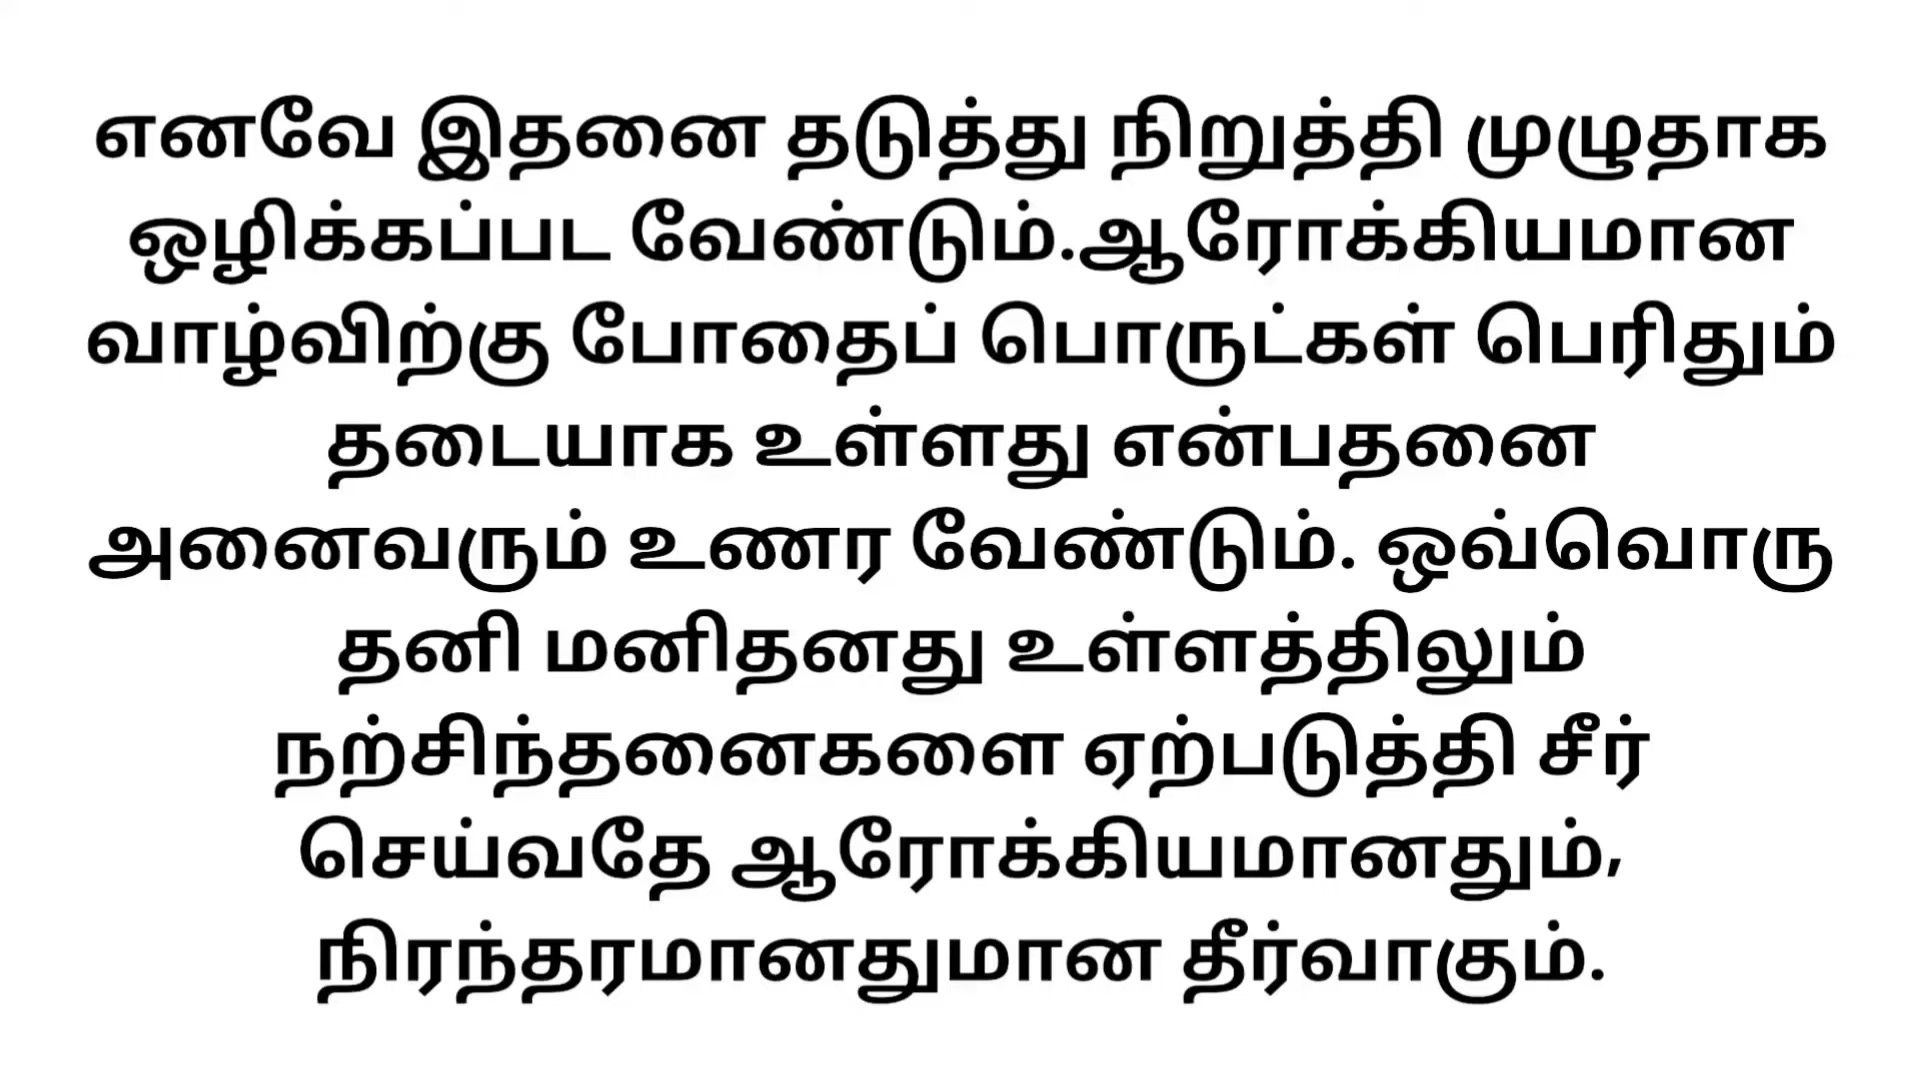 எனவே இதனை தடுத்து நிறுத்தி முழுதாக
ஒழிக்கப்பட வேண்டும்.ஆரோக்கியமான
வாழ்விற்கு போதைப் பொருட்கள் பெரிதும்
தடையாக உள்ளது என்பதனை
அனைவரும் உணர வேண்டும். ஒவ்வொரு
தனி மனிதனது உள்ளத்திலும்
நற்சிந்தனைகளை ஏற்படுத்தி சீர்
செய்வதே ஆரோக்கியமானதும்,
நிரந்தரமானதுமான தீர்வாகும்.